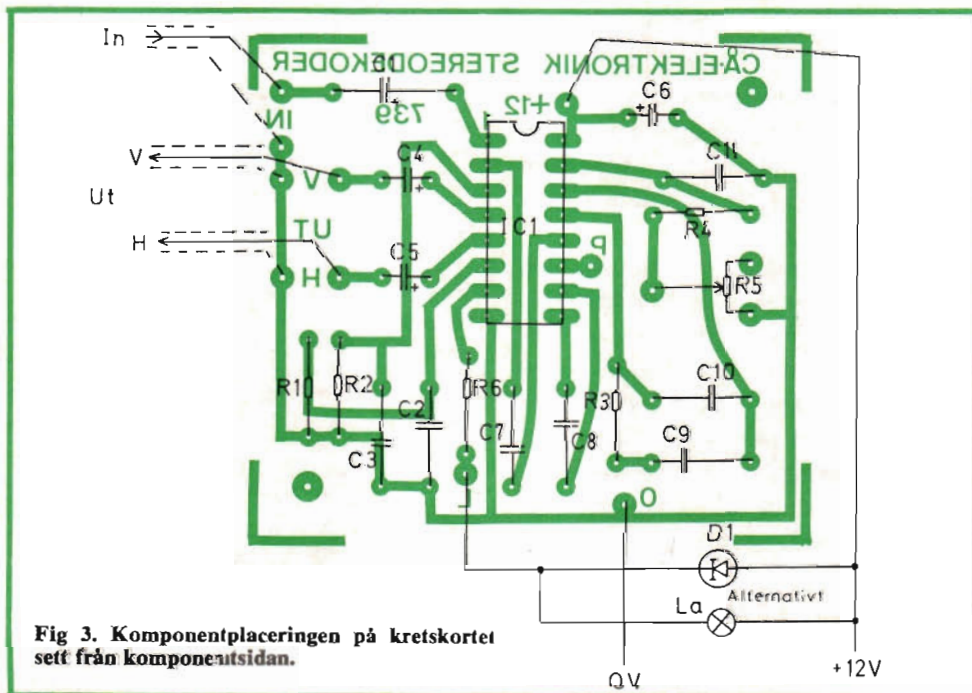 In
CÅ-ELEKTRONIK STEREODEKODER
C1
739
+12
C6
IN
V
C4
C11
V
Ut
UT
IC1
R4
P
H
C5
H
R5
R1
R2
R6
C10
C2
R3
C7
C8
C3
C9
L
O
D1
Alternativt
La
Fig 3. Komponentplaceringen på kretskortet
sett från komponentsidan.
0V
+12V